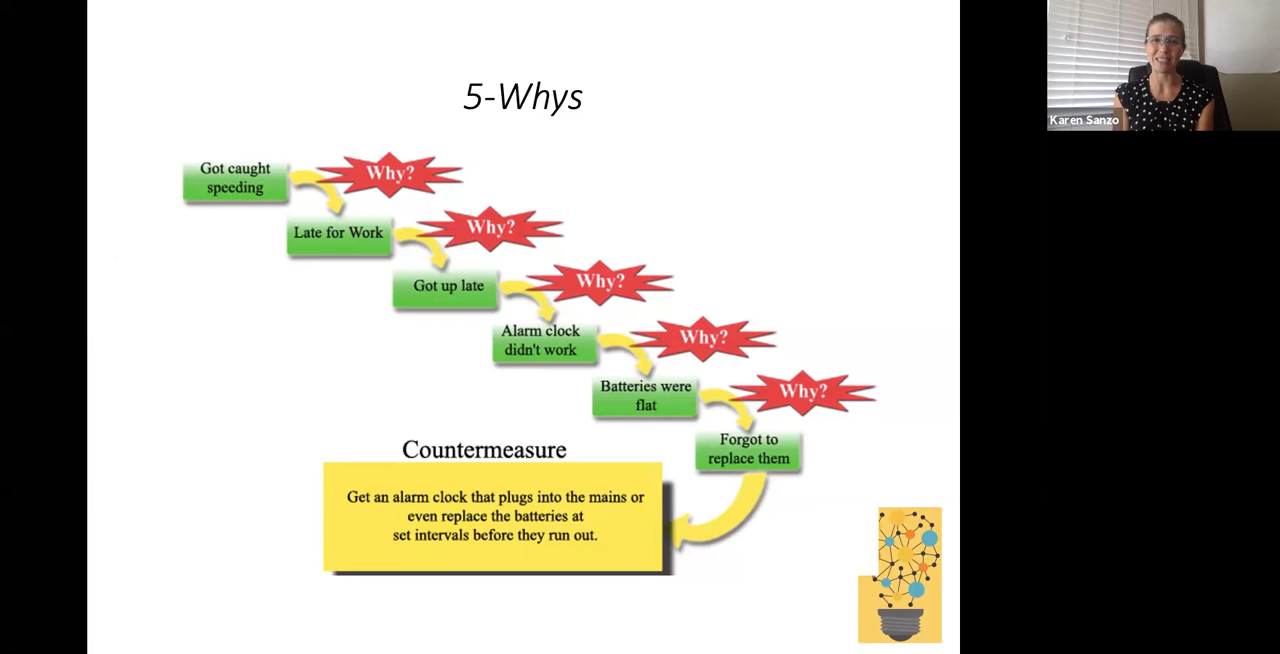 5-Whys
Karen Sanzo
Got caught
speeding
Why?
Late for Work
Why?
Got up late
Why?
Alarm clock
didn't work
Why?
Batteries were
flat
Why?
Forgot to
replace them
Countermeasure
Get an alarm clock that plugs into the mains or
even replace the batteries at
set intervals before they run out.